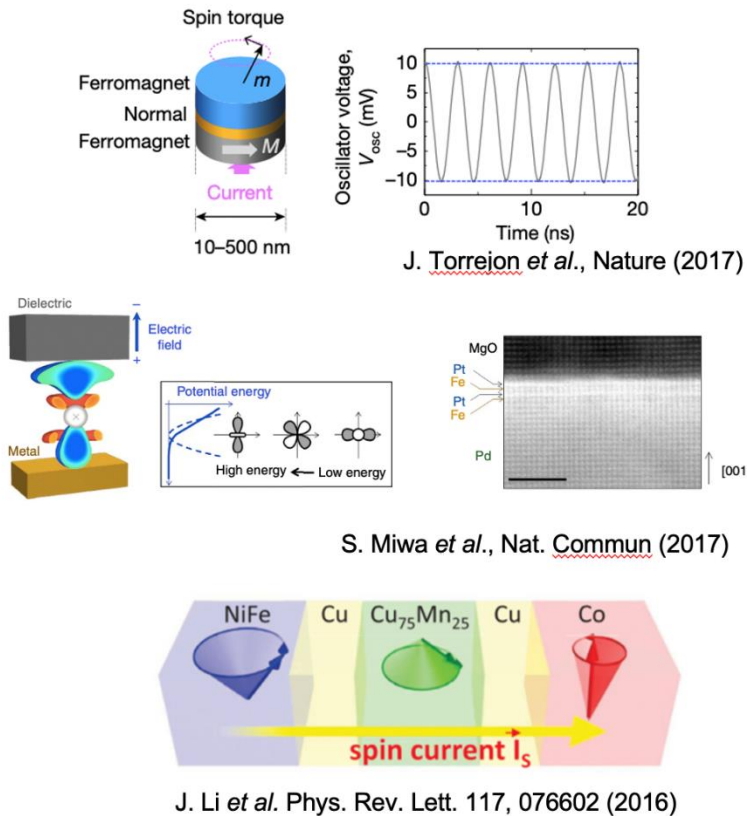 Spin torque
Ferromagnet
m
Normal
Ferromagnet
M
Current
10–500 nm
Oscillator voltage,
Vosc (mV)
10
5
0
−5
−10
0
10
20
Time (ns)
J. Torrejon et al., Nature (2017)
Dielectric
−
Electric
field
+
Metal
Potential energy
High energy ← Low energy
MgO
Pt
Fe
Pt
Fe
Pd
[001
S. Miwa et al., Nat. Commun (2017)
NiFe
Cu
Cu75Mn25
Cu
Co
spin current IS
J. Li et al. Phys. Rev. Lett. 117, 076602 (2016)